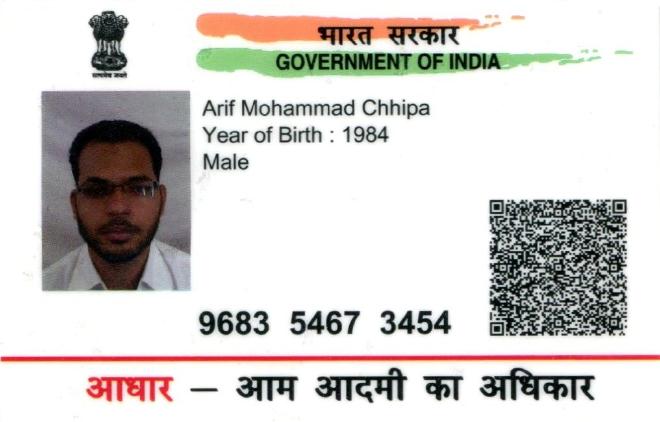 सत्यमेव जयते
भारत सरकार
GOVERNMENT OF INDIA
Arif Mohammad Chhipa
Year of Birth : 1984
Male
9683 5467 3454
आधार – आम आदमी का अधिकार